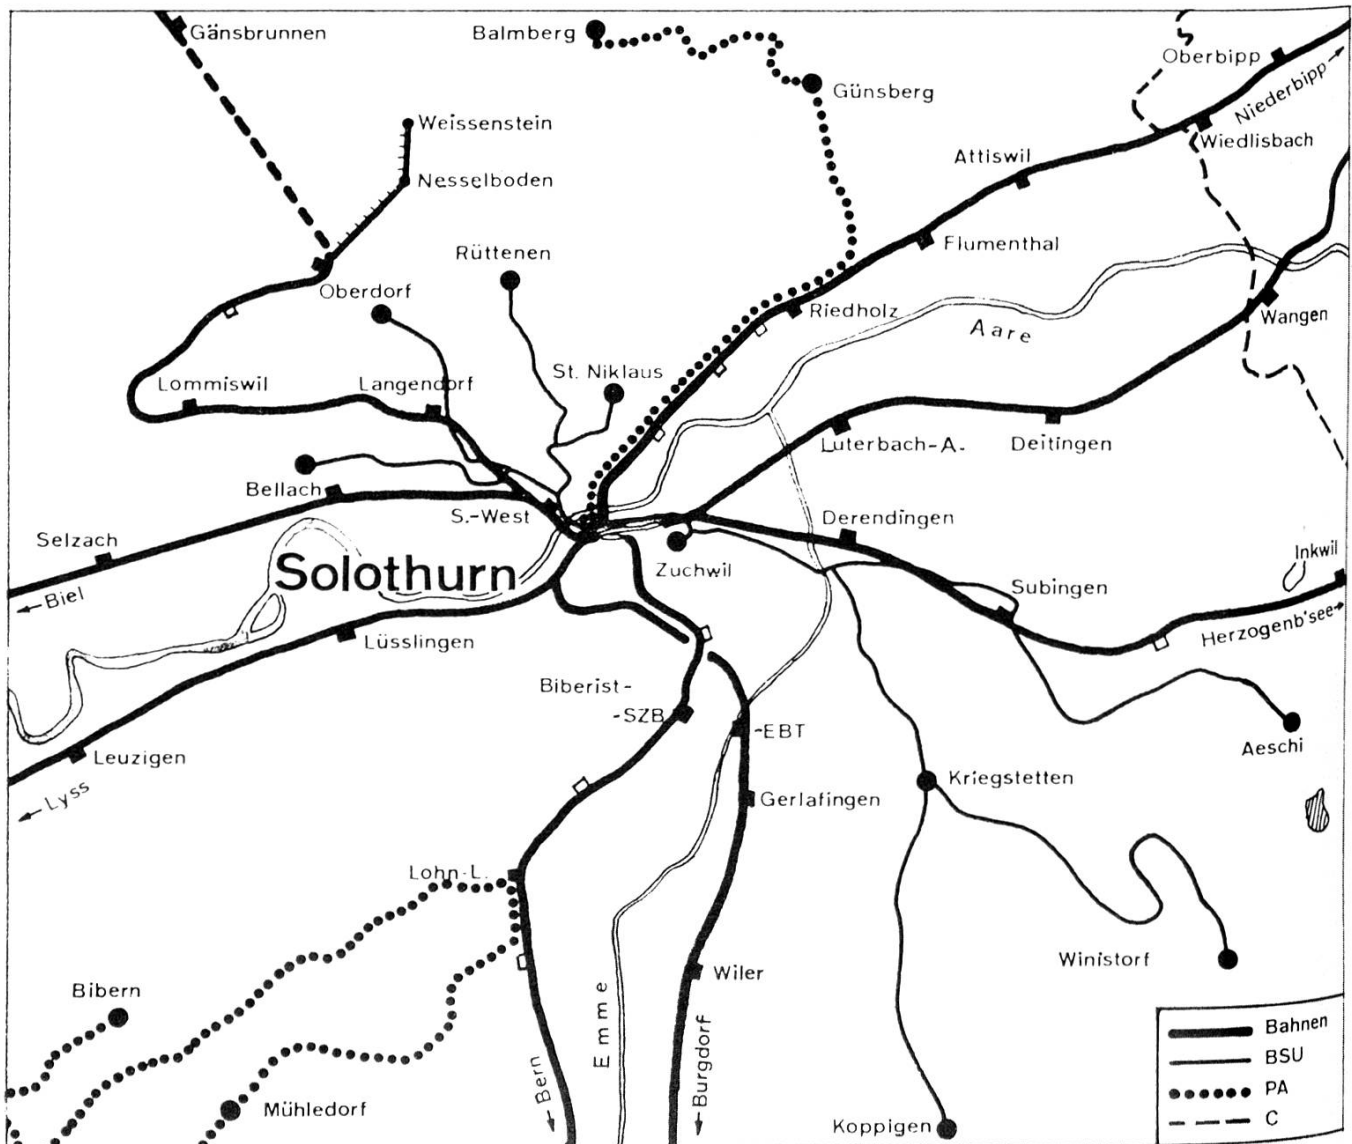 Gänsbrunnen
Balmberg
Oberbipp
Niederbipp
Günsberg
Weissenstein
Wiedlisbach
Attiswil
Nesselboden
Flumenthal
Rüttenen
Oberdorf
Riedholz
Aare
Wangen
St. Niklaus
Lommiswil
Langendorf
Luterbach-A.
Deitingen
Bellach
S.-West
Derendingen
Selzach
Solothurn
Zuchwil
Inkwil
Subingen
Biel
Herzogenb'see
Lüsslingen
Biberist-
-SZB
-EBT
Aeschi
Leuzigen
Kriegstetten
Lyss
Gerlafingen
Lohn-L.
Winistorf
Wiler
Bibern
Emme
Bern
Burgdorf
Mühledorf
Koppigen
Bahnen
BSU
PA
C